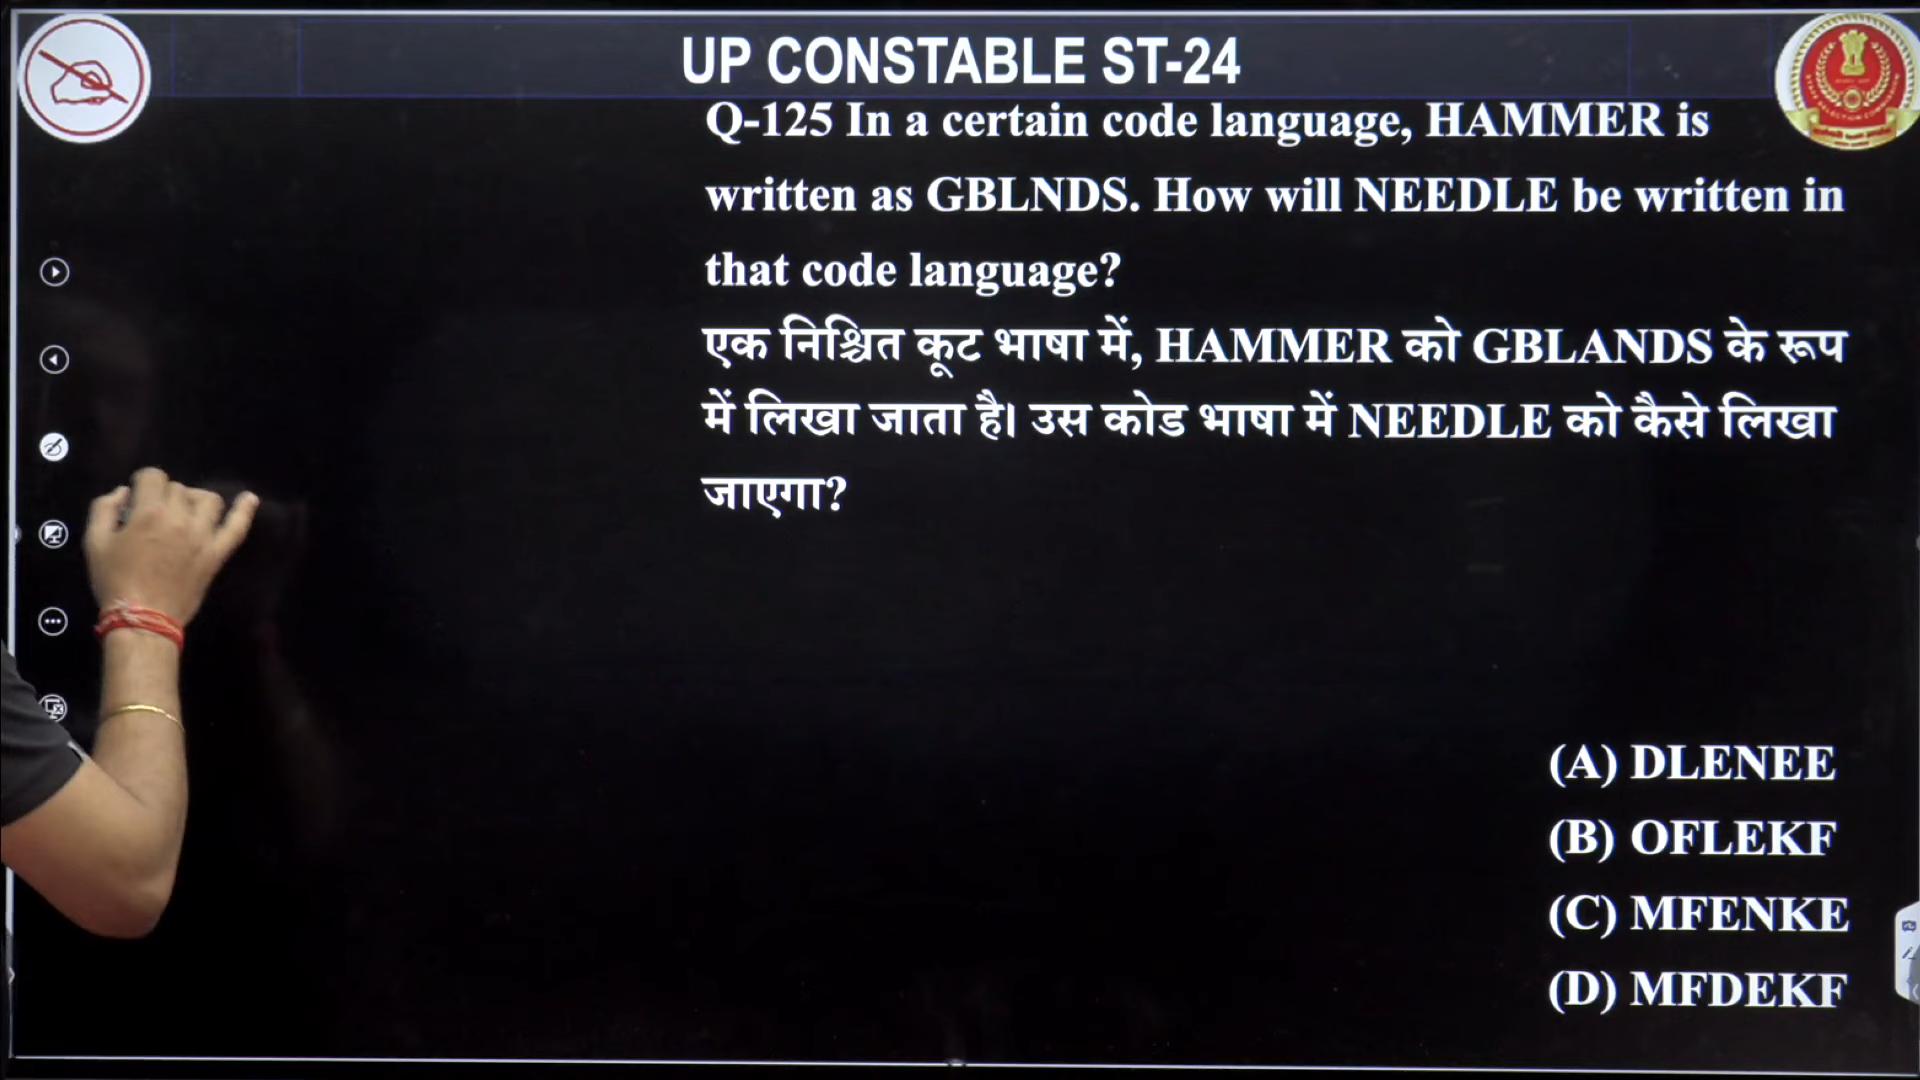 UP CONSTABLE ST-24
Q-125 In a certain code language, HAMMER is
written as GBLNDS. How will NEEDLE be written in
that code language?
एक निश्चित कूट भाषा में, HAMMER को GBLANDS के रूप
में लिखा जाता है। उस कोड भाषा में NEEDLE को कैसे लिखा
जाएगा?
(A) DLENEE
(B) OFLEKF
(C) MFENKE
(D) MFDEKF